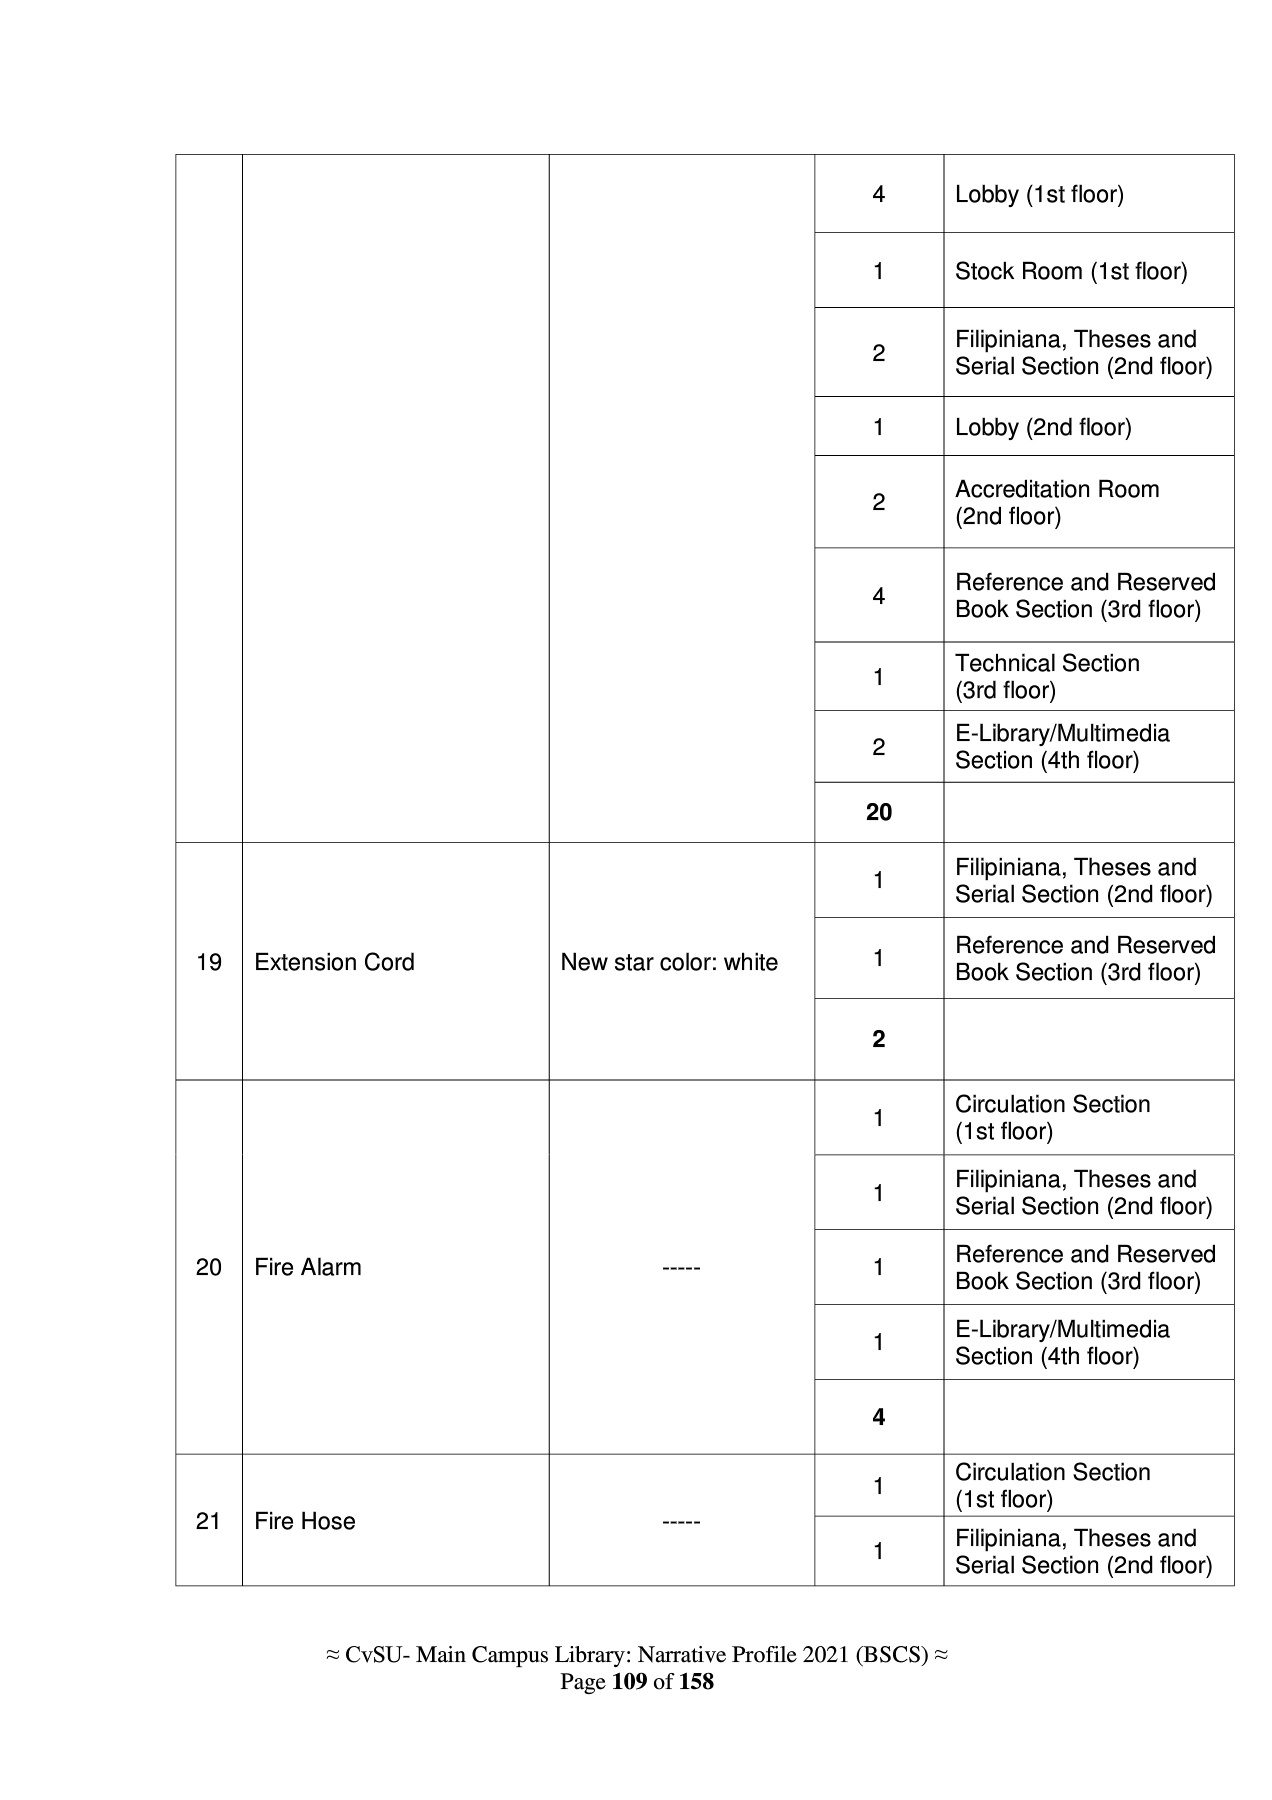 4 Lobby (1st floor)
1 Stock Room (1st floor)
2 Filipiniana, Theses and
Serial Section (2nd floor)
1 Lobby (2nd floor)
2 Accreditation Room
(2nd floor)
4 Reference and Reserved
Book Section (3rd floor)
1 Technical Section
(3rd floor)
2 E-Library/Multimedia
Section (4th floor)
20
19 Extension Cord New star color: white
1 Filipiniana, Theses and
Serial Section (2nd floor)
1 Reference and Reserved
Book Section (3rd floor)
2
20 Fire Alarm -----
1 Circulation Section
(1st floor)
1 Filipiniana, Theses and
Serial Section (2nd floor)
1 Reference and Reserved
Book Section (3rd floor)
1 E-Library/Multimedia
Section (4th floor)
4
21 Fire Hose -----
1 Circulation Section
(1st floor)
1 Filipiniana, Theses and
Serial Section (2nd floor)
≈ CvSU- Main Campus Library: Narrative Profile 2021 (BSCS) ≈
Page 109 of 158